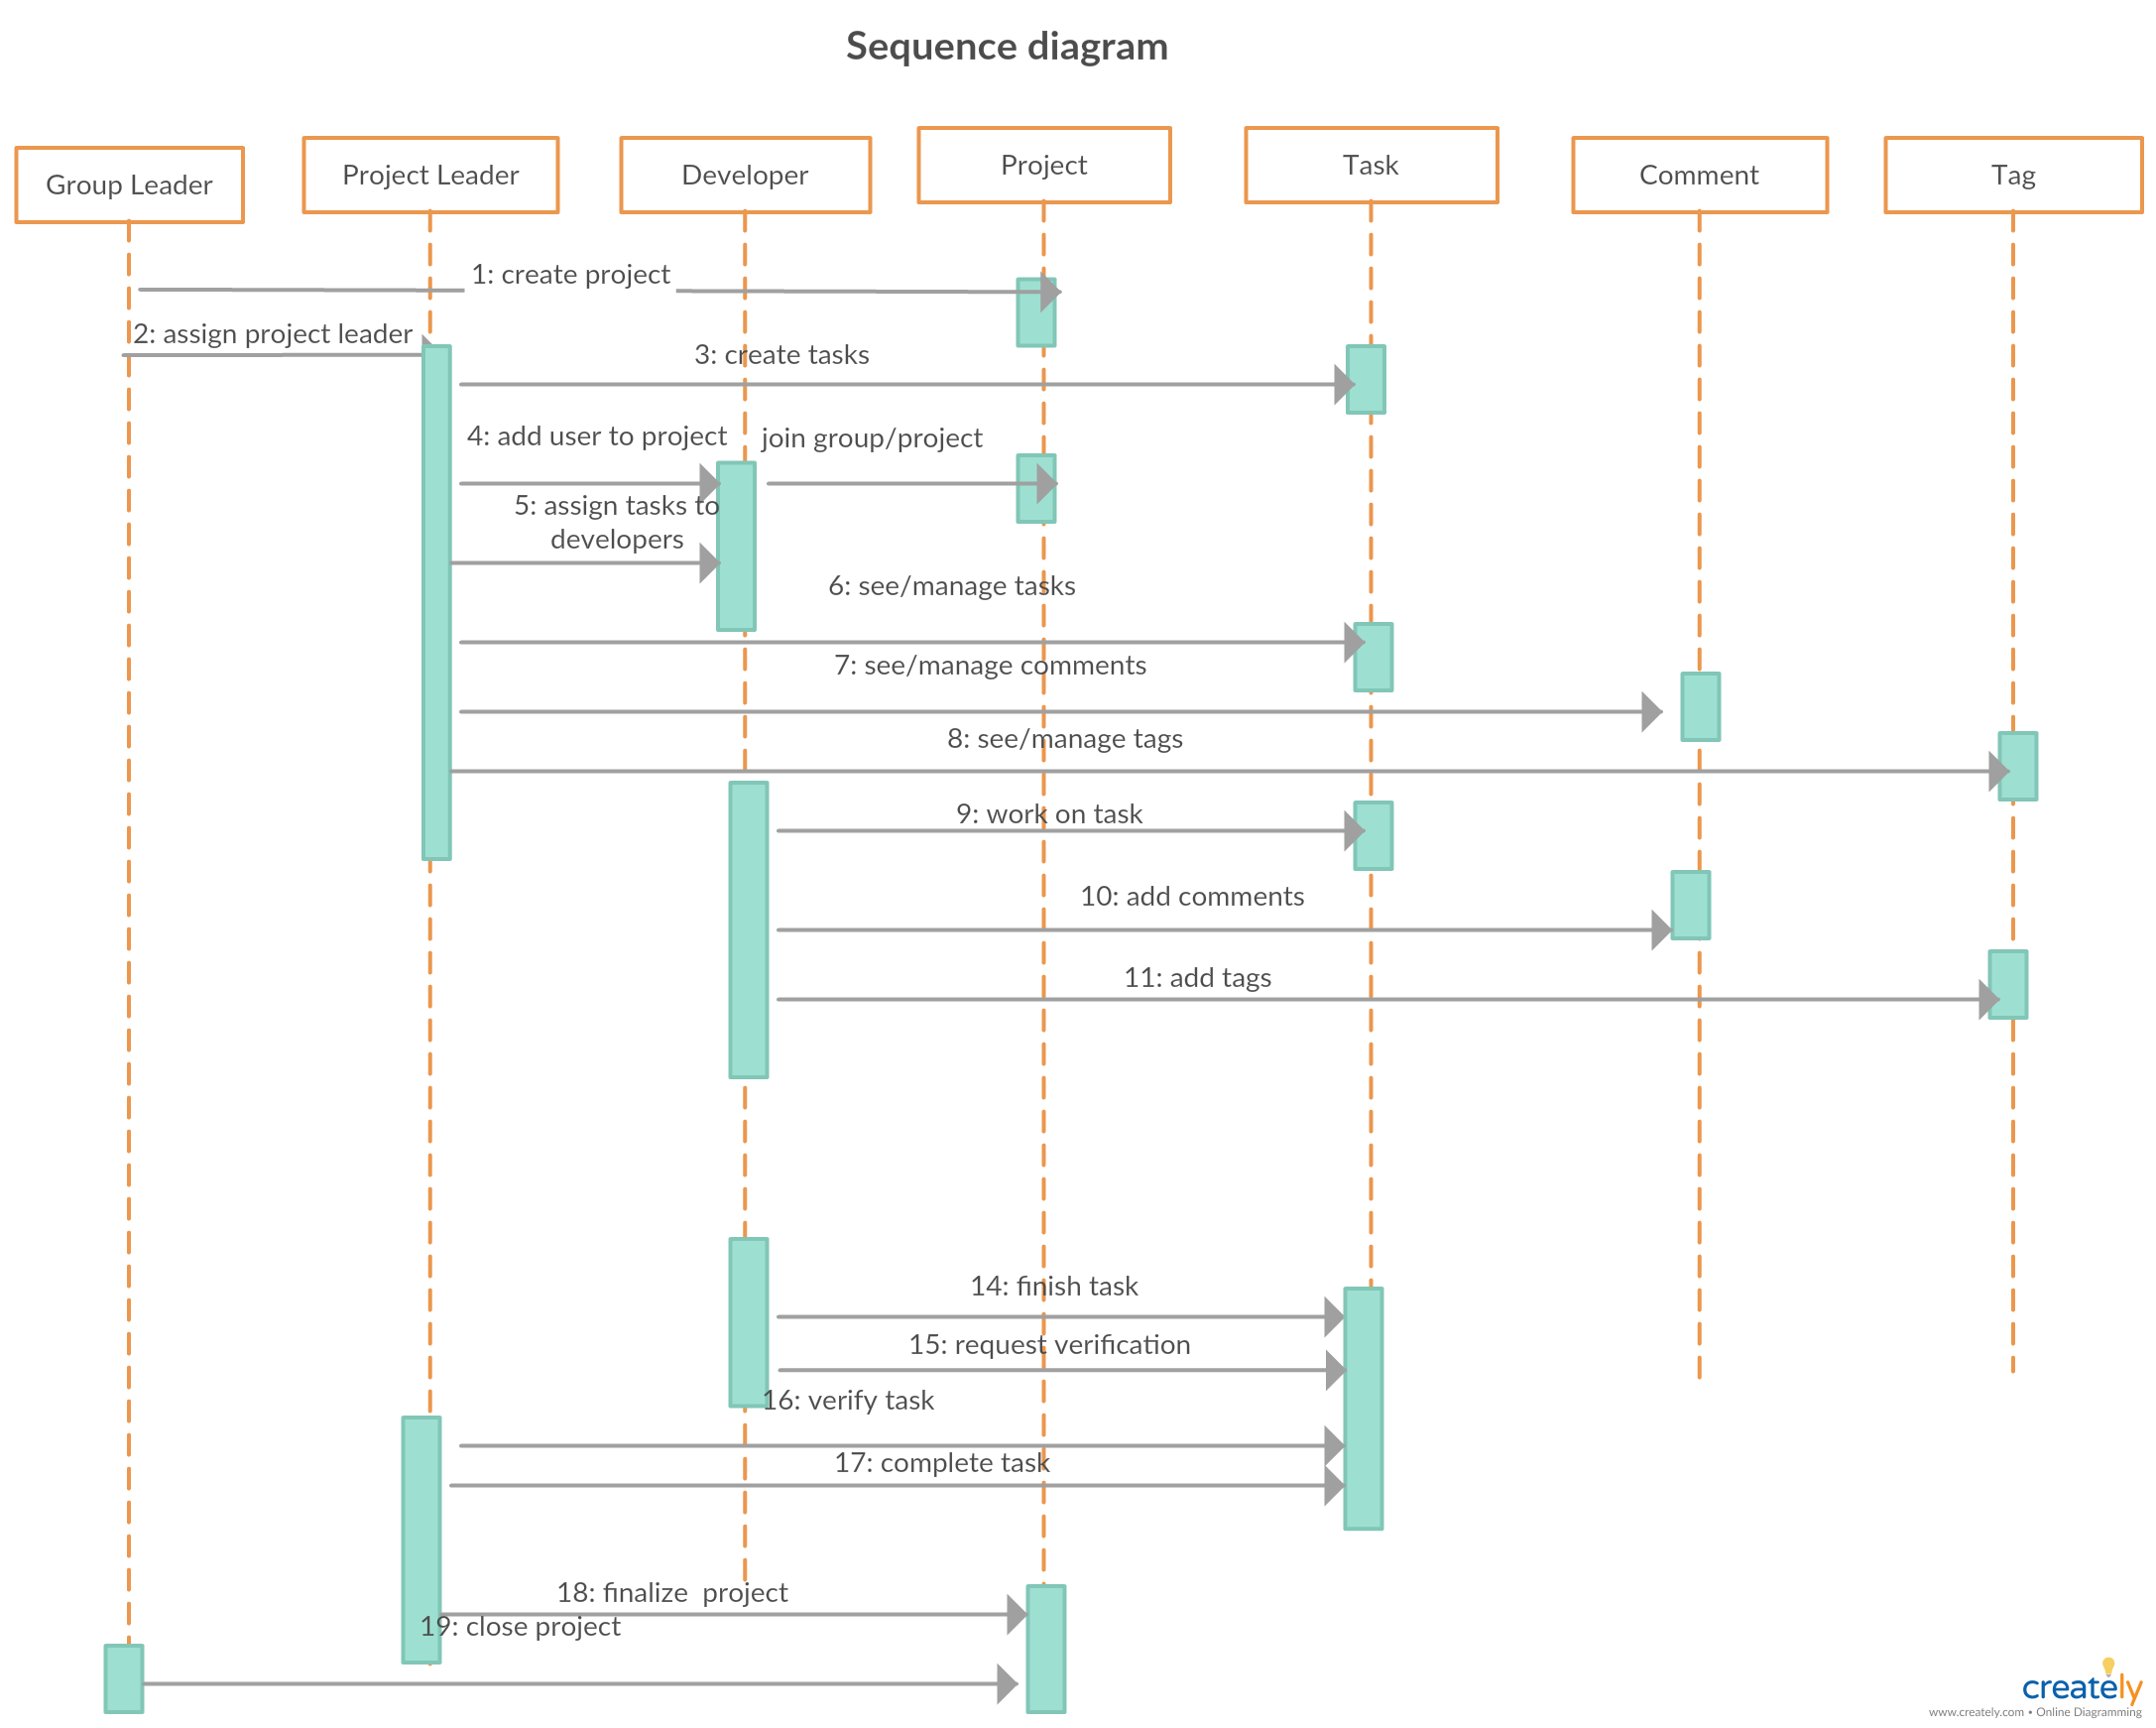 Sequence diagram
Group Leader
Project Leader
Developer
Project
Task
Comment
Tag
1: create project
2: assign project leader
3: create tasks
4: add user to project
join group/project
5: assign tasks to
developers
6: see/manage tasks
7: see/manage comments
8: see/manage tags
9: work on task
10: add comments
11: add tags
14: finish task
15: request verification
16: verify task
17: complete task
18: finalize  project
19: close project
creately
www.creately.com • Online Diagramming